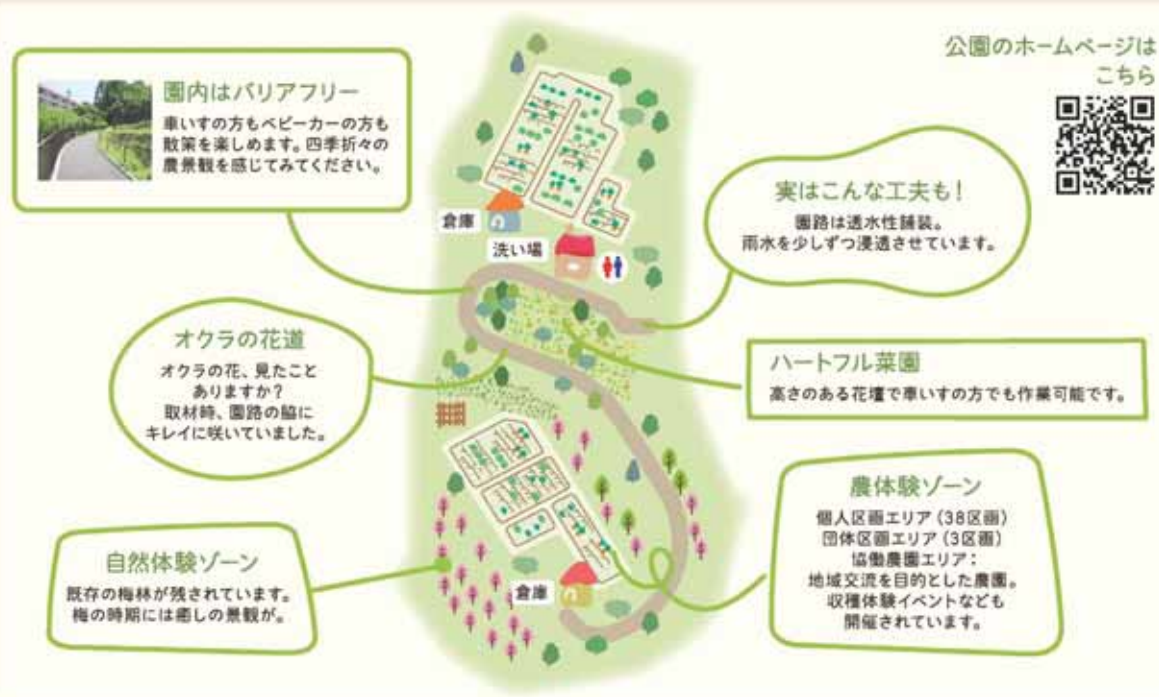 公園のホームページは
こちら
園内はバリアフリー
車いすの方もベビーカーの方も
散策を楽しめます。四季折々の
農景観を感じてみてください。
実はこんな工夫も！
園路は透水性舗装。
雨水を少しずつ浸透させています。
倉庫
洗い場
オクラの花道
オクラの花、見たこと
ありますか？
取材時、園路の脇に
キレイに咲いていました。
ハートフル菜園
高さのある花壇で車いすの方でも作業可能です。
農体験ゾーン
個人区画エリア（38区画）
団体区画エリア（3区画）
協働農園エリア：
地域交流を目的とした農園。
収穫体験イベントなども
開催されています。
自然体験ゾーン
既存の梅林が残されています。
梅の時期には癒しの景観が。
倉庫